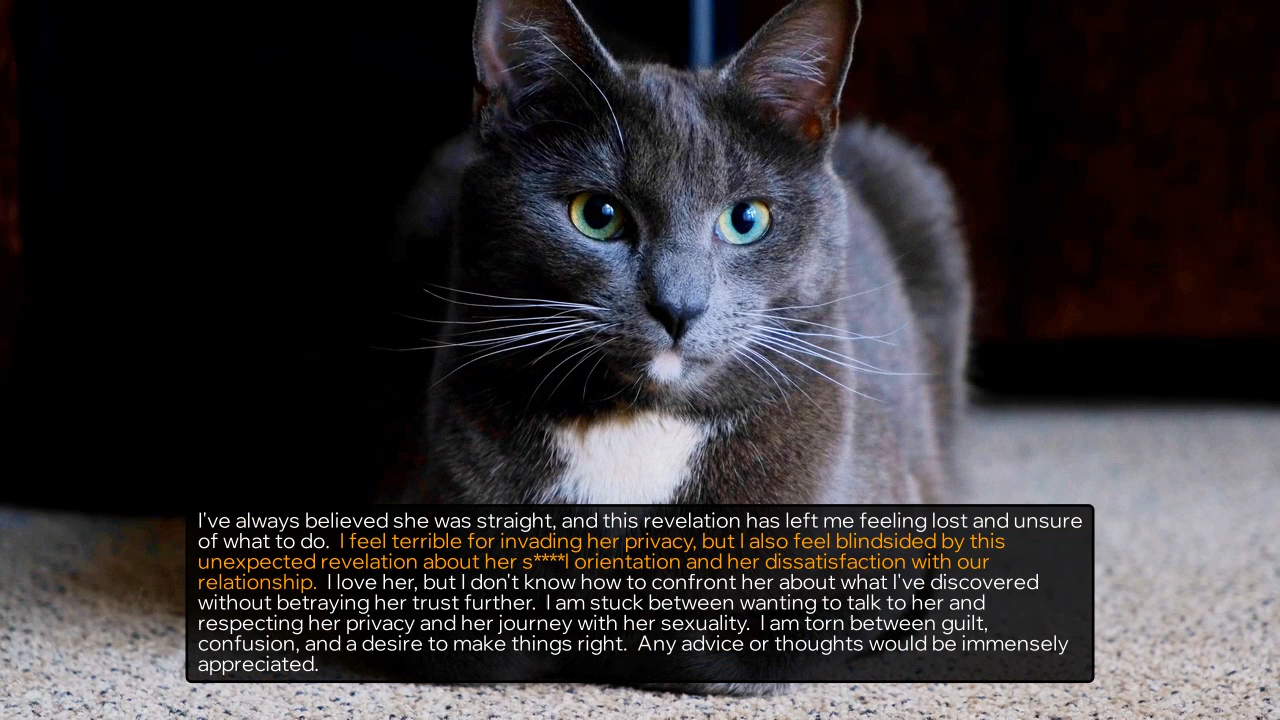 I've always believed she was straight, and this revelation has left me feeling lost and unsure
of what to do.  I feel terrible for invading her privacy, but I also feel blindsided by this
unexpected revelation about her s****l orientation and her dissatisfaction with our
relationship.  I love her, but I don't know how to confront her about what I've discovered
without betraying her trust further.  I am stuck between wanting to talk to her and
respecting her privacy and her journey with her sexuality.  I am torn between guilt,
confusion, and a desire to make things right.  Any advice or thoughts would be immensely
appreciated.